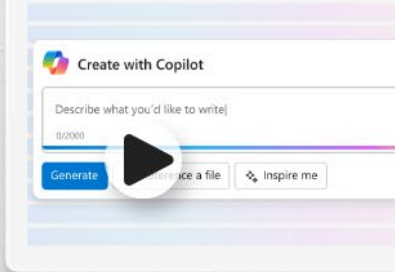 Create with Copilot
Describe what you'd like to write
0/2000
Generate a file Inspire me